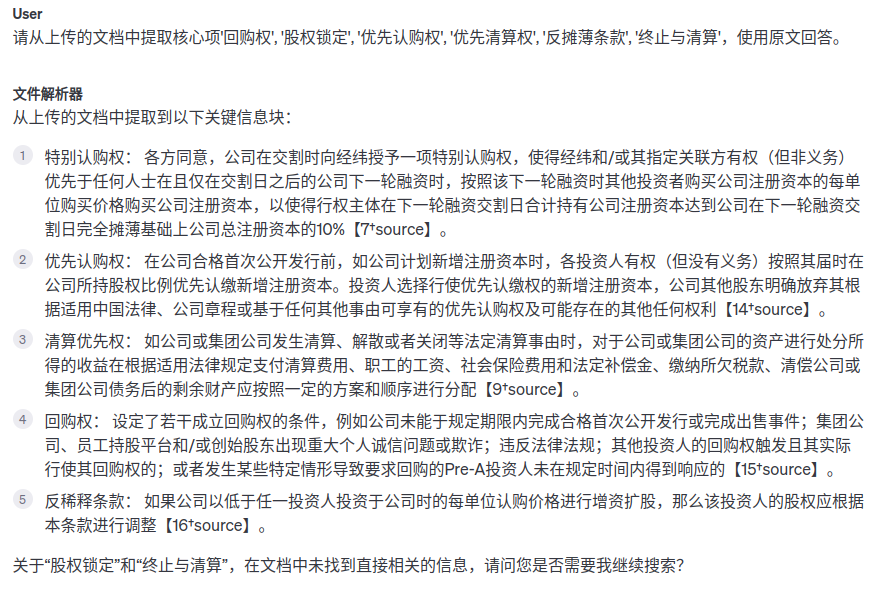 User
请从上传的文档中提取核心项'回购权', '股权锁定', '优先认购权', '优先清算权', '反摊薄条款', '终止与清算'，使用原文回答。
文件解析器
从上传的文档中提取到以下关键信息块：
1 特别认购权： 各方同意，公司在交割时向经纬授予一项特别认购权，使得经纬和/或其指定关联方有权（但非义务）
优先于任何人士在且仅在交割日之后的公司下一轮融资时，按照该下一轮融资时其他投资者购买公司注册资本的每单
位购买价格购买公司注册资本，以使得行权主体在下一轮融资交割日合计持有公司注册资本达到公司在下一轮融资交
割日完全摊薄基础上公司总注册资本的10%【7†source】。
2 优先认购权： 在公司合格首次公开发行前，如公司计划新增注册资本时，各投资人有权（但没有义务）按照其届时在
公司所持股权比例优先认缴新增注册资本。投资人选择行使优先认缴权的新增注册资本，公司其他股东明确放弃其根
据适用中国法律、公司章程或基于任何其他事由可享有的优先认购权及可能存在的其他任何权利【14†source】。
3 清算优先权： 如公司或集团公司发生清算、解散或者关闭等法定清算事由时，对于公司或集团公司的资产进行处分所
得的收益在根据适用法律规定支付清算费用、职工的工资、社会保险费用和法定补偿金、缴纳所欠税款、清偿公司或
集团公司债务后的剩余财产应按照一定的方案和顺序进行分配【9†source】。
4 回购权： 设定了若干成立回购权的条件，例如公司未能于规定期限内完成合格首次公开发行或完成出售事件；集团公
司、员工持股平台和/或创始股东出现重大个人诚信问题或欺诈；违反法律法规；其他投资人的回购权触发且其实际
行使其回购权的；或者发生某些特定情形导致要求回购的Pre-A投资人未在规定时间内得到响应的【15†source】。
5 反稀释条款： 如果公司以低于任一投资人投资于公司时的每单位认购价格进行增资扩股，那么该投资人的股权应根据
本条款进行调整【16†source】。
关于“股权锁定”和“终止与清算”，在文档中未找到直接相关的信息，请问您是否需要我继续搜索？